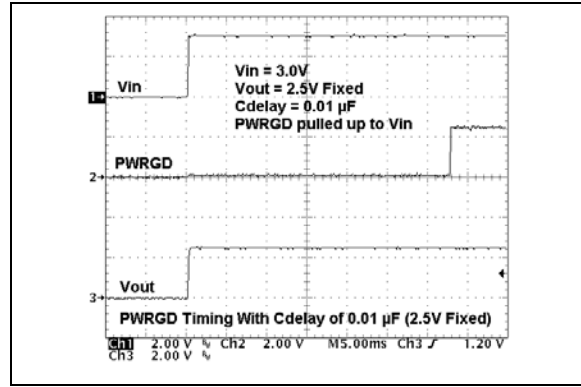 Vin = 3.0V
Vout = 2.5V Fixed
Cdelay = 0.01 µF
PWRGD pulled up to Vin
Vin
1
PWRGD
2
Vout
3
PWRGD Timing With Cdelay of 0.01 µF (2.5V Fixed)
Ch1 2.00 V Ch2 2.00 V M5.00ms Ch3 1.20 V
Ch3 2.00 V